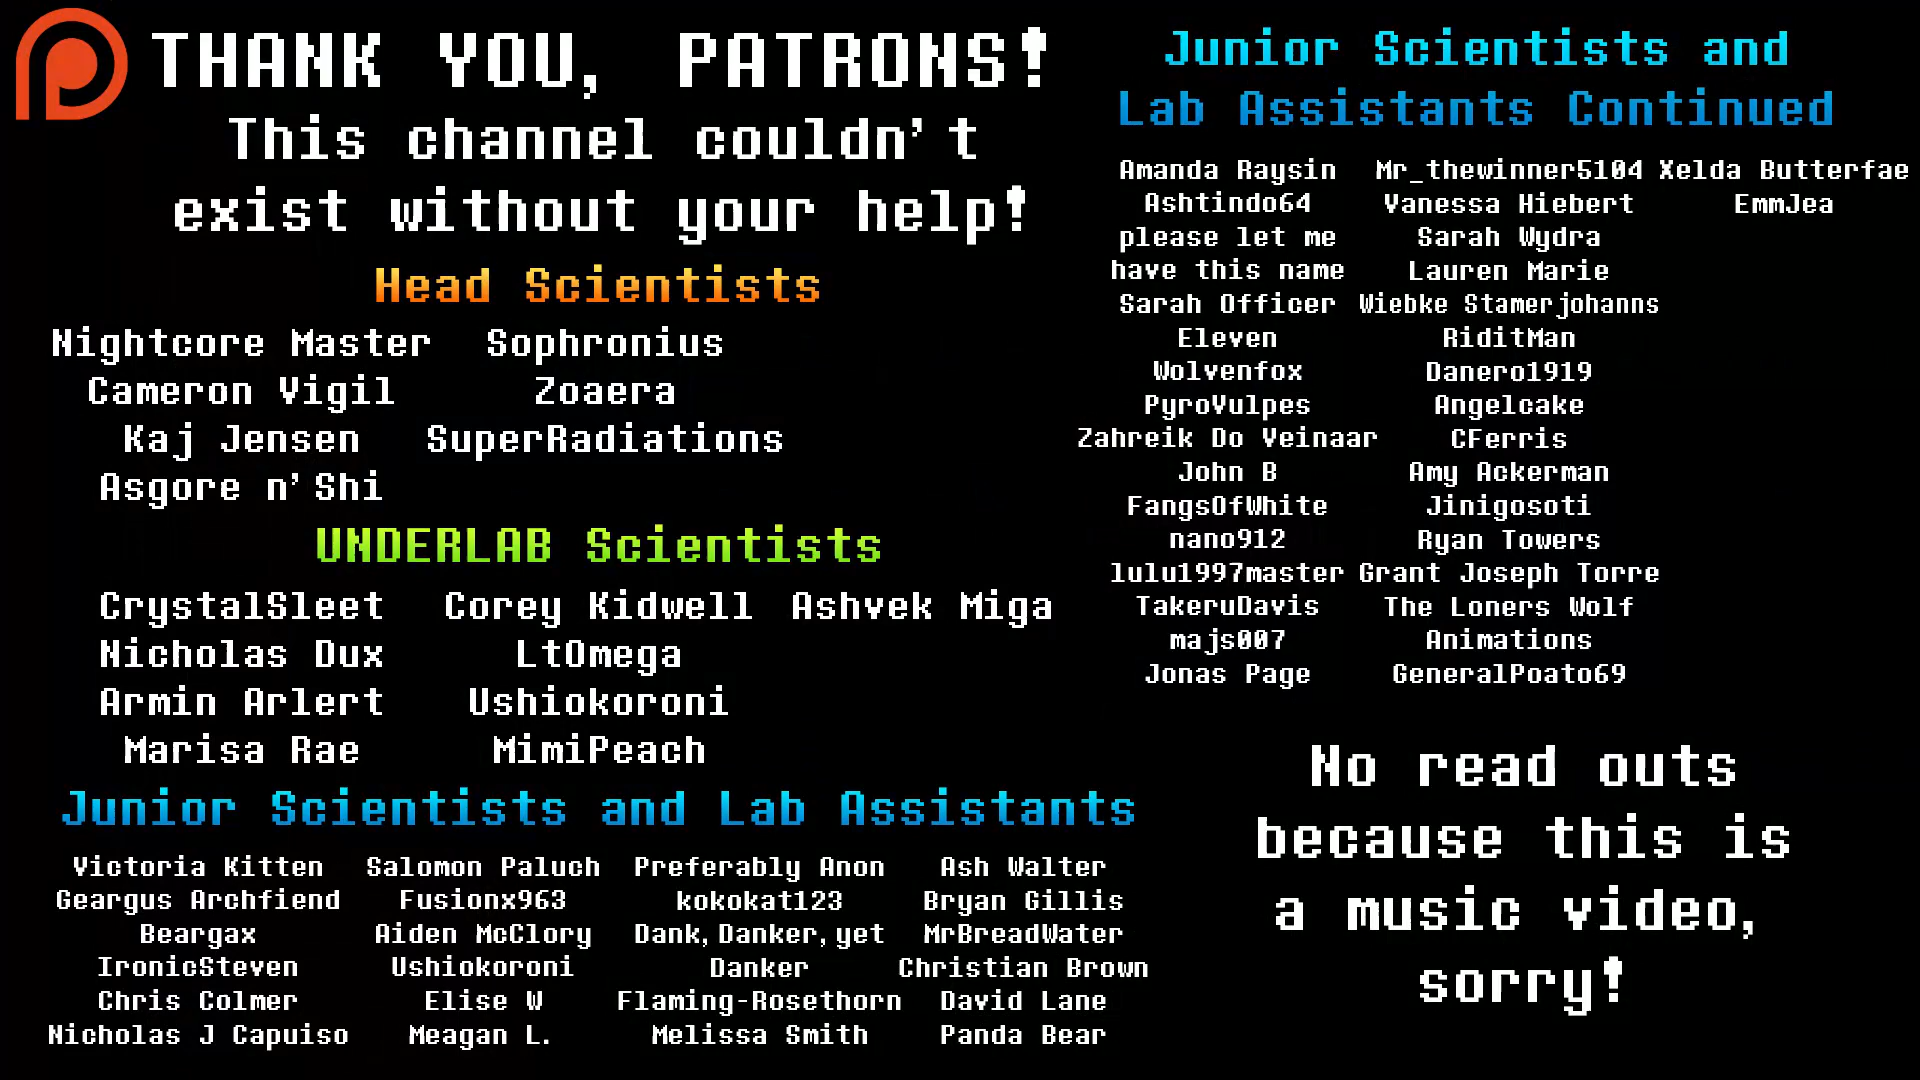 THANK YOU, PATRONS!
This channel couldn't
exist without your help!
Head Scientists
Nightcore Master Sophronius
Cameron Vigil Zoaera
Kaj Jensen SuperRadiations
Asgore n'Shi
UNDERLAB Scientists
CrystalSleet Corey Kidwell Ashvek Miga
Nicholas Dux LtOmega
Armin Arlert Ushiokoroni
Marisa Rae MimiPeach
Junior Scientists and Lab Assistants
Victoria Kitten Salomon Paluch Preferably Anon Ash Walter
Geargus Archfiend Fusionx963 kokokat123 Bryan Gillis
Beargax Aiden McClory Dank, Danker, yet MrBreadWater
IronicSteven Ushiokoroni Danker Christian Brown
Chris Colmer Elise W Flaming-Rosethorn David Lane
Nicholas J Capuiso Meagan L. Melissa Smith Panda Bear
Junior Scientists and
Lab Assistants Continued
Amanda Raysin Mr_thewinner5104 Xelda Butterfae
Ashtindo64 Vanessa Hiebert EmmJea
please let me Sarah Wydra
have this name Lauren Marie
Sarah Officer Wiebke Stamerjohanns
Eleven RiditMan
Wolvenfox Danero1919
PyroVulpes Angelcake
Zahreik Do Veinaar CFerris
John B Amy Ackerman
FangsOfWhite Jinigosoti
nano912 Ryan Towers
lulu1997master Grant Joseph Torre
TakeruDavis The Loners Wolf
majs007 Animations
Jonas Page GeneralPoato69
No read outs
because this is
a music video,
sorry!